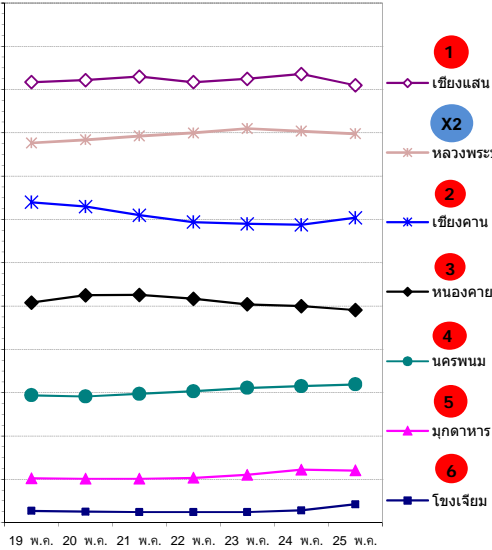 1
เชียงแสน
X2
หลวงพระ
2
เชียงคาน
3
หนองคาย
4
นครพนม
5
มุกดาหาร
6
โขงเจียม
19 พ.ค. 20 พ.ค. 21 พ.ค. 22 พ.ค. 23 พ.ค. 24 พ.ค. 25 พ.ค.